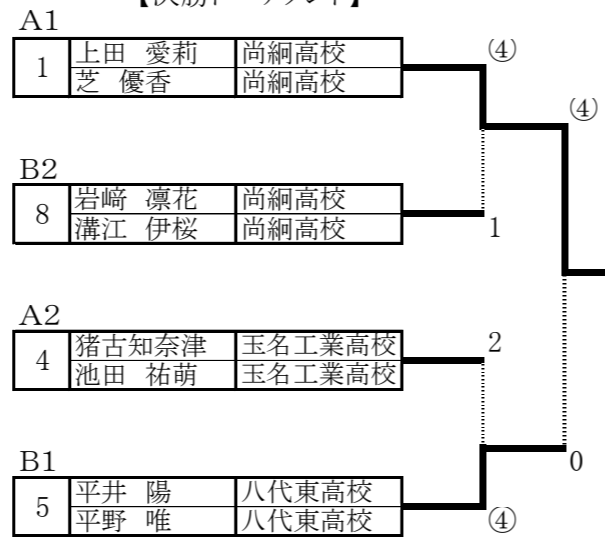 A1
1 上田 愛莉 尚絅高校
芝 優香 尚絅高校
④
④
B2
8 岩﨑 凛花 尚絅高校
溝江 伊桜 尚絅高校
1
A2
4 猪古知奈津 玉名工業高校
池田 祐萌 玉名工業高校
2
B1
5 平井 陽 八代東高校
平野 唯 八代東高校
0
④